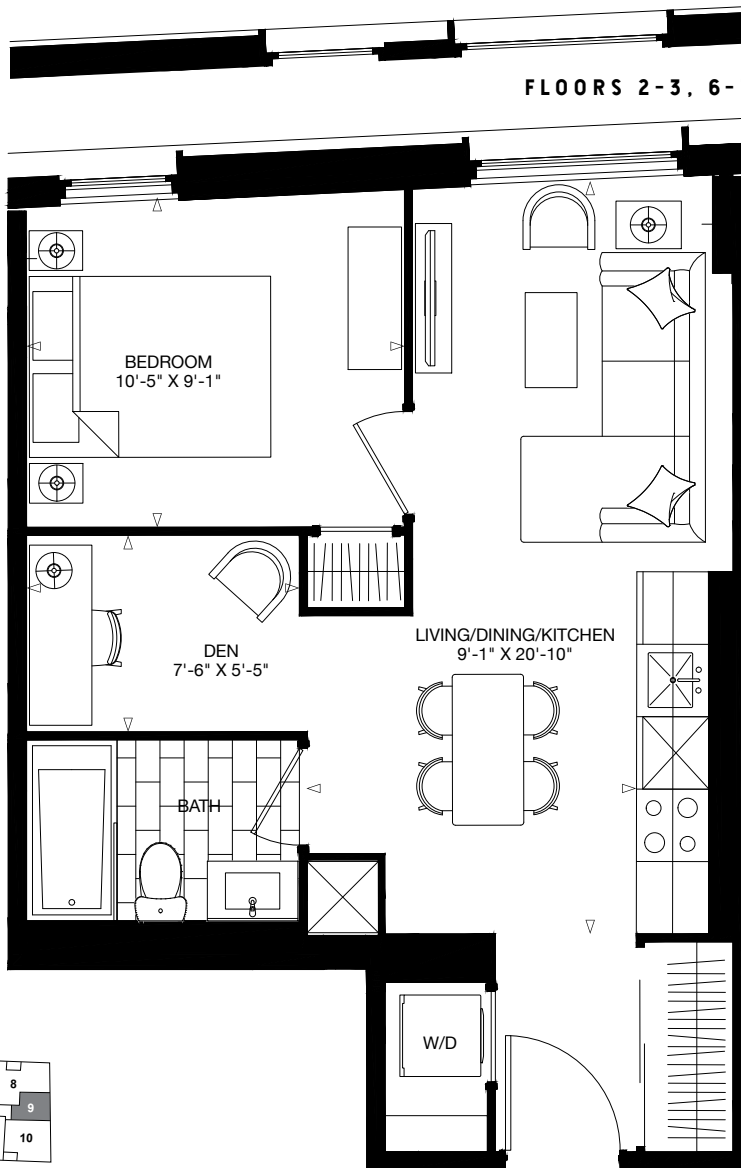 FLOORS 2-3, 6-
BEDROOM
10'-5" X 9'-1"
DEN
7'-6" X 5'-5"
LIVING/DINING/KITCHEN
9'-1" X 20'-10"
BATH
W/D
8
9
10